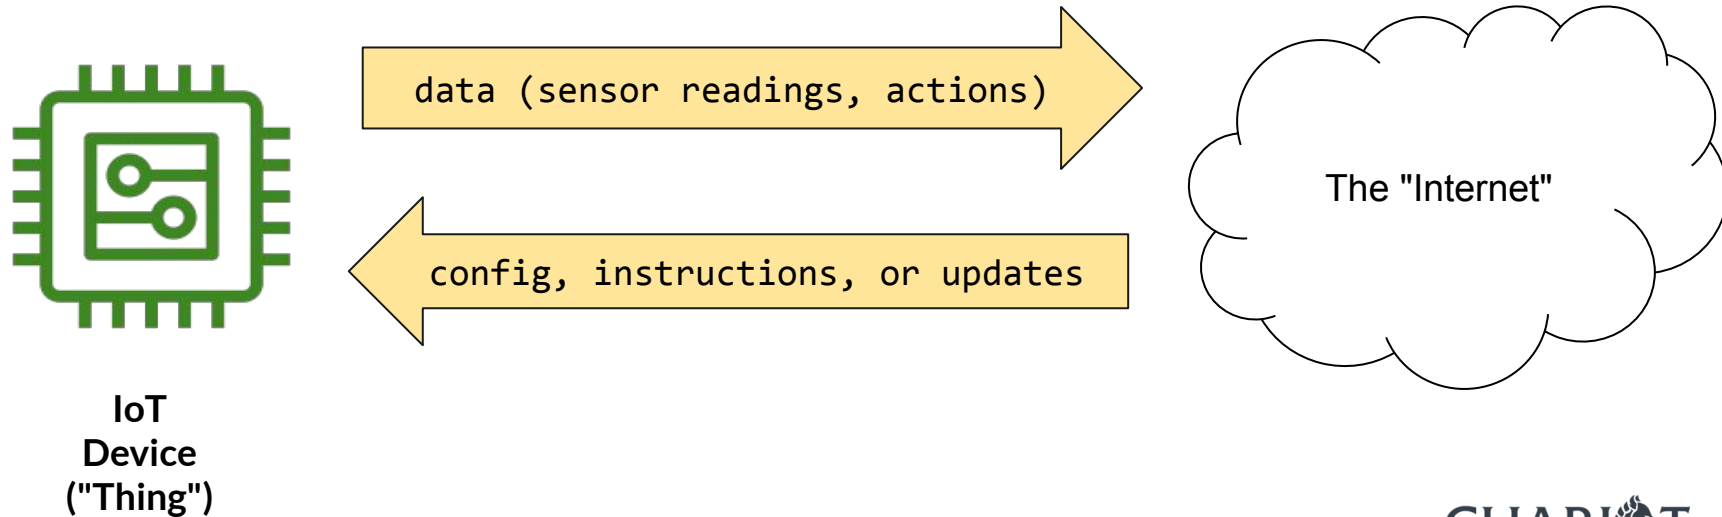 data (sensor readings, actions)
The "Internet"
config, instructions, or updates
IoT
Device
("Thing")